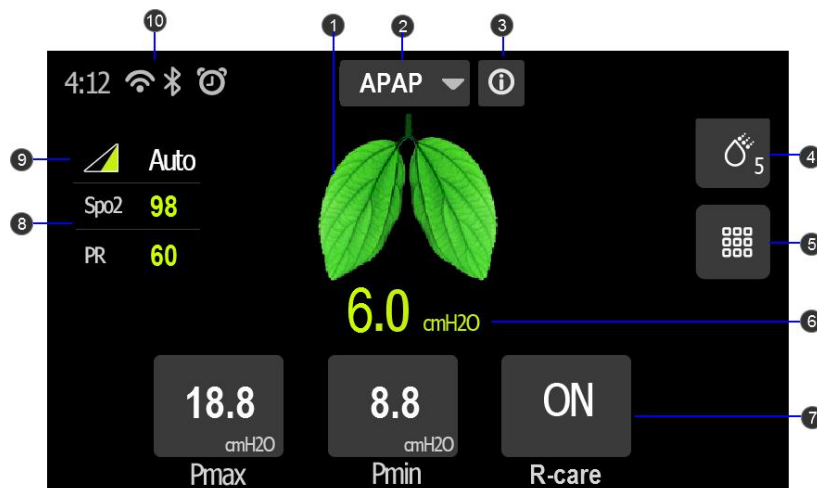 10 1 2 3
4:12 APAP
9 Auto 4 5
8 Spo2 98 5
PR 60
6.0 cmH2O 6
18.8 8.8 ON 7
cmH2O cmH2O
Pmax Pmin R-care